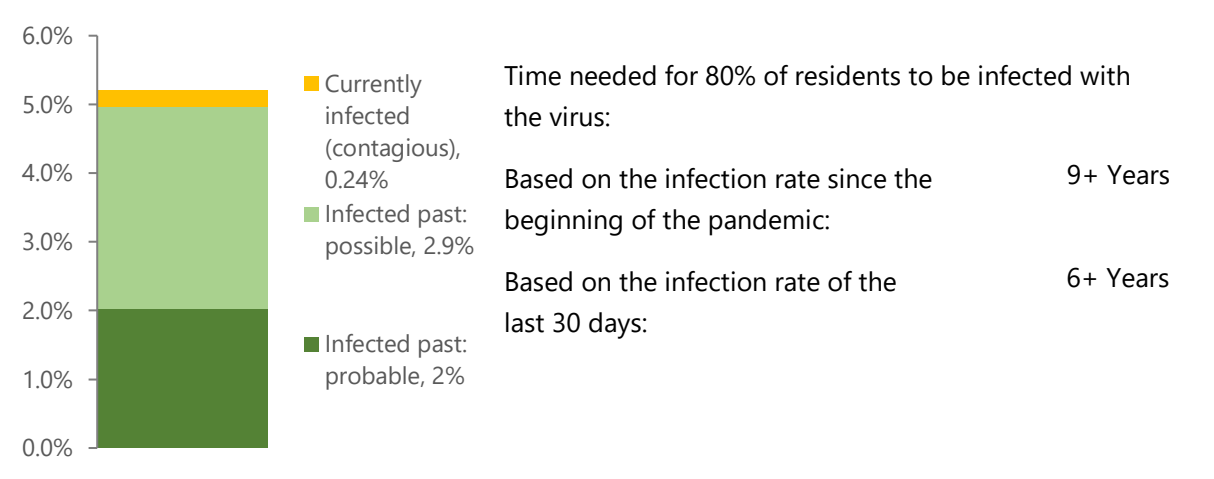 6.0%
5.0%
4.0%
3.0%
2.0%
1.0%
0.0%
Currently
infected
(contagious),
0.24%
Infected past:
possible, 2.9%
Infected past:
probable, 2%
Time needed for 80% of residents to be infected with
the virus:
Based on the infection rate since the
beginning of the pandemic:
9+ Years
Based on the infection rate of the
last 30 days:
6+ Years